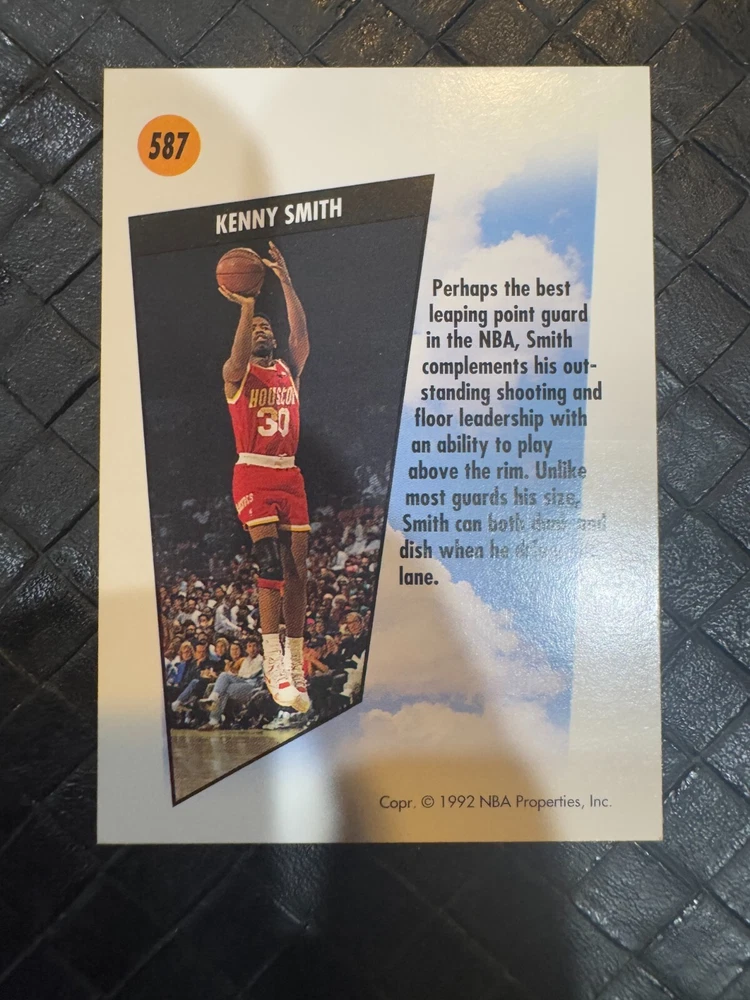 587
KENNY SMITH
HOUSTON
30
Perhaps the best
leaping point guard
in the NBA, Smith
complements his out-
standing shooting and
floor leadership with
an ability to play
above the rim. Unlike
most guards his size,
Smith can both and
dish when he
lane.
Copr. © 1992 NBA Properties, Inc.